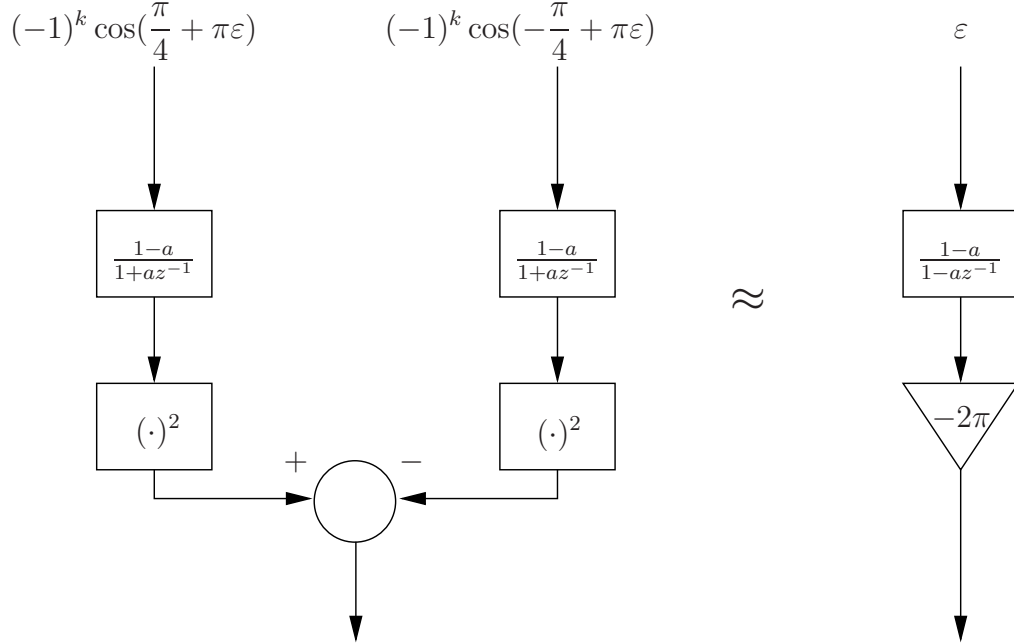 (-1)^k cos(π/4 + πε) (-1)^k cos(-π/4 + πε) ε
(1-a)/(1+az^{-1}) (1-a)/(1+az^{-1}) ≈ (1-a)/(1-az^{-1})
(·)^2 (·)^2 -2π
+ -